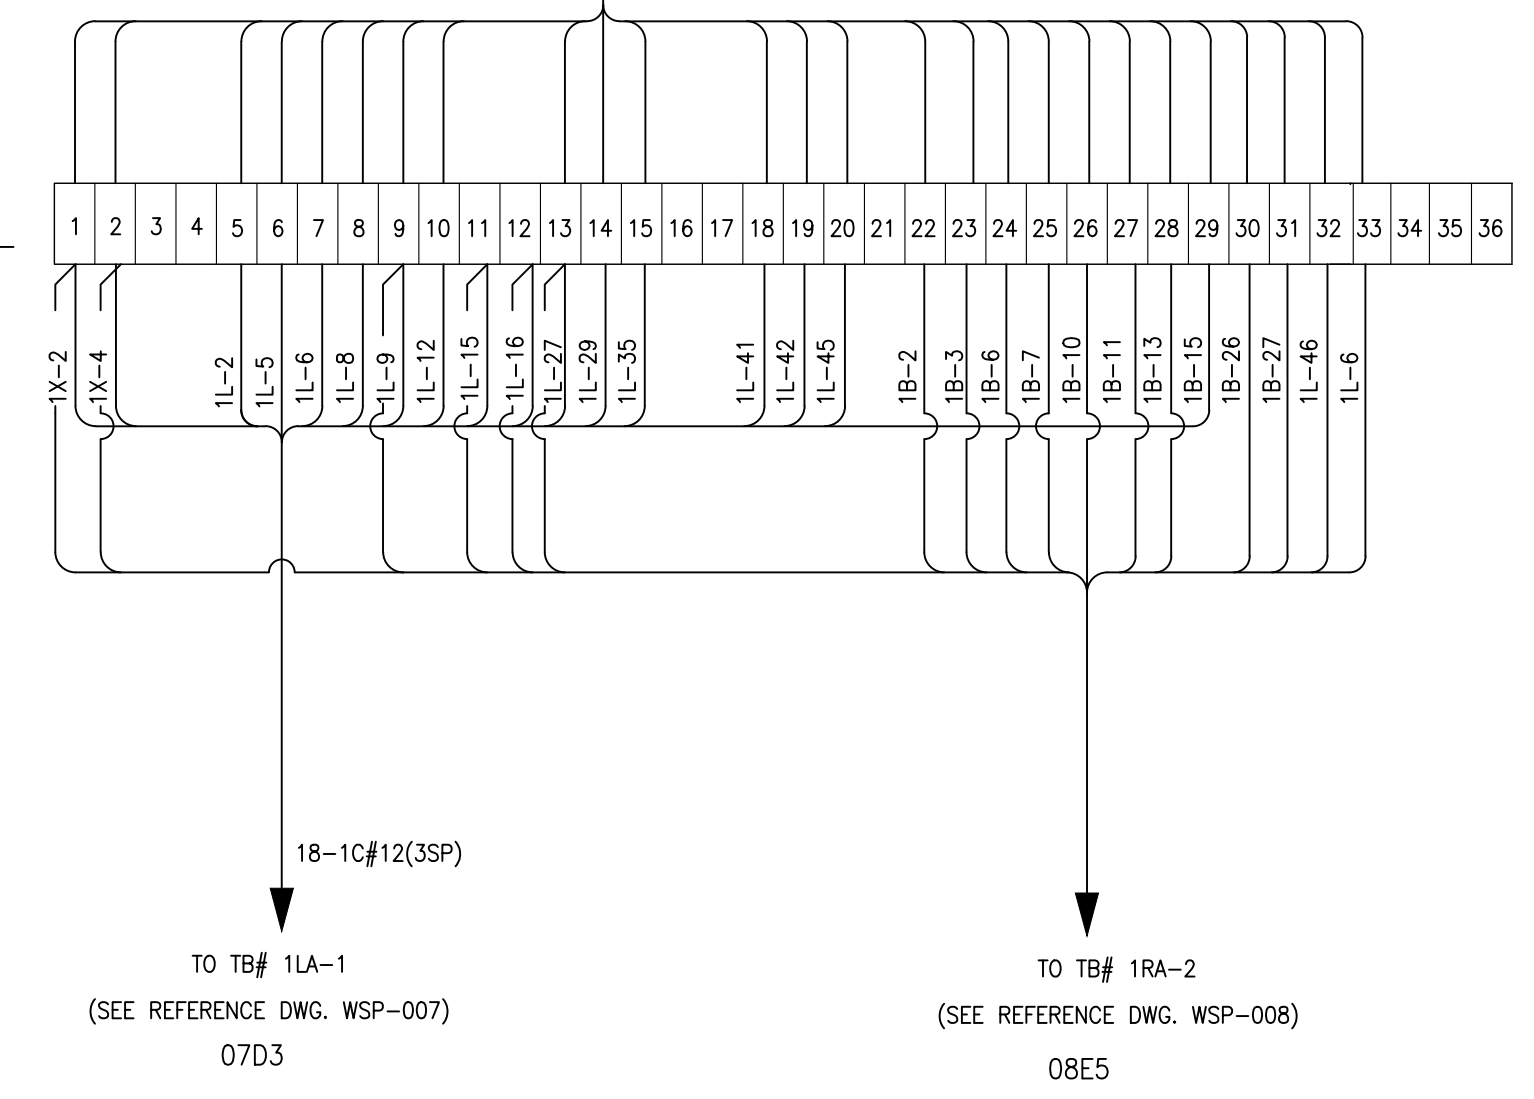 1 2 3 4 5 6 7 8 9 10 11 12 13 14 15 16 17 18 19 20 21 22 23 24 25 26 27 28 29 30 31 32 33 34 35 36
1X-2
1X-4
1L-2
1L-5
1L-6
1L-8
1L-9
1L-12
1L-15
1L-16
1L-27
1L-29
1L-35
1L-41
1L-42
1L-45
1B-2
1B-3
1B-6
1B-7
1B-10
1B-11
1B-13
1B-15
1B-26
1B-27
1L-46
1L-6
18-1C#12(3SP)
TO TB# 1LA-1
(SEE REFERENCE DWG. WSP-007)
07D3
TO TB# 1RA-2
(SEE REFERENCE DWG. WSP-008)
08E5